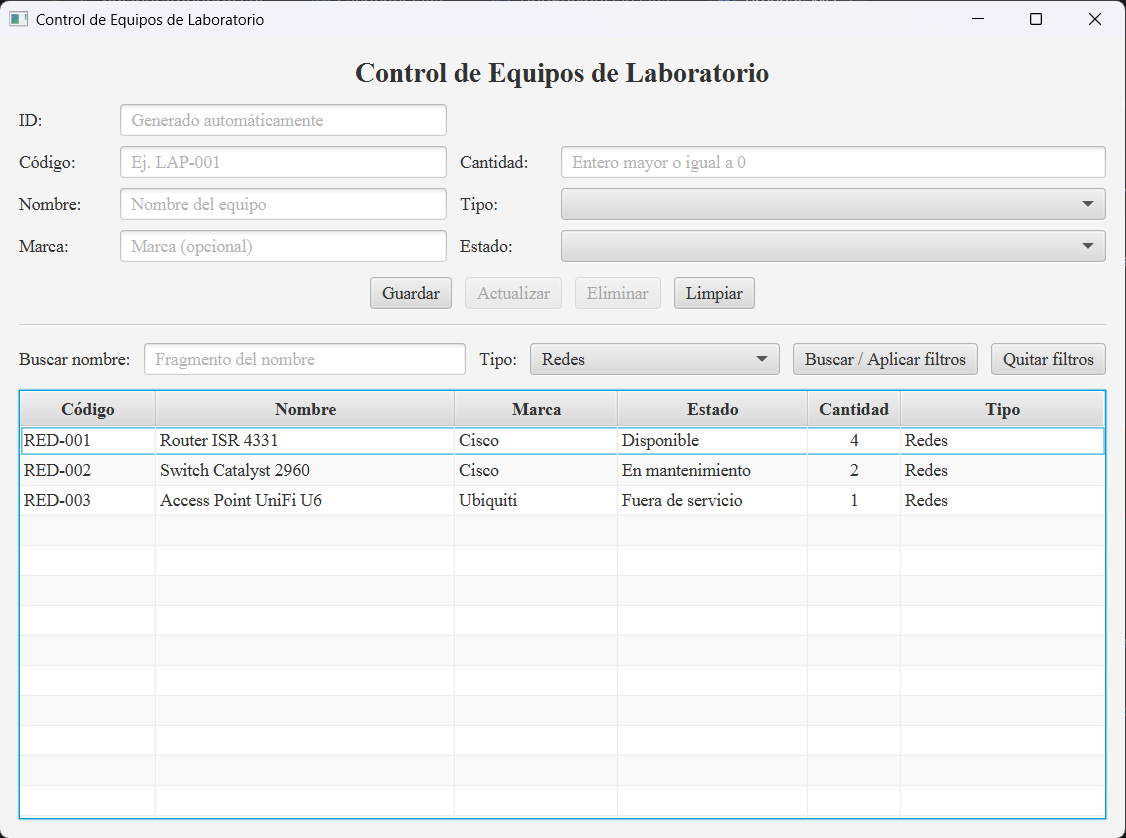 Control de Equipos de Laboratorio
Control de Equipos de Laboratorio
ID: Generado automáticamente
Código: Ej. LAP-001 Cantidad: Entero mayor o igual a 0
Nombre: Nombre del equipo Tipo:
Marca: Marca (opcional) Estado:
Guardar Actualizar Eliminar Limpiar
Buscar nombre: Fragmento del nombre Tipo: Redes Buscar / Aplicar filtros Quitar filtros
Código Nombre Marca Estado Cantidad Tipo
RED-001 Router ISR 4331 Cisco Disponible 4 Redes
RED-002 Switch Catalyst 2960 Cisco En mantenimiento 2 Redes
RED-003 Access Point UniFi U6 Ubiquiti Fuera de servicio 1 Redes